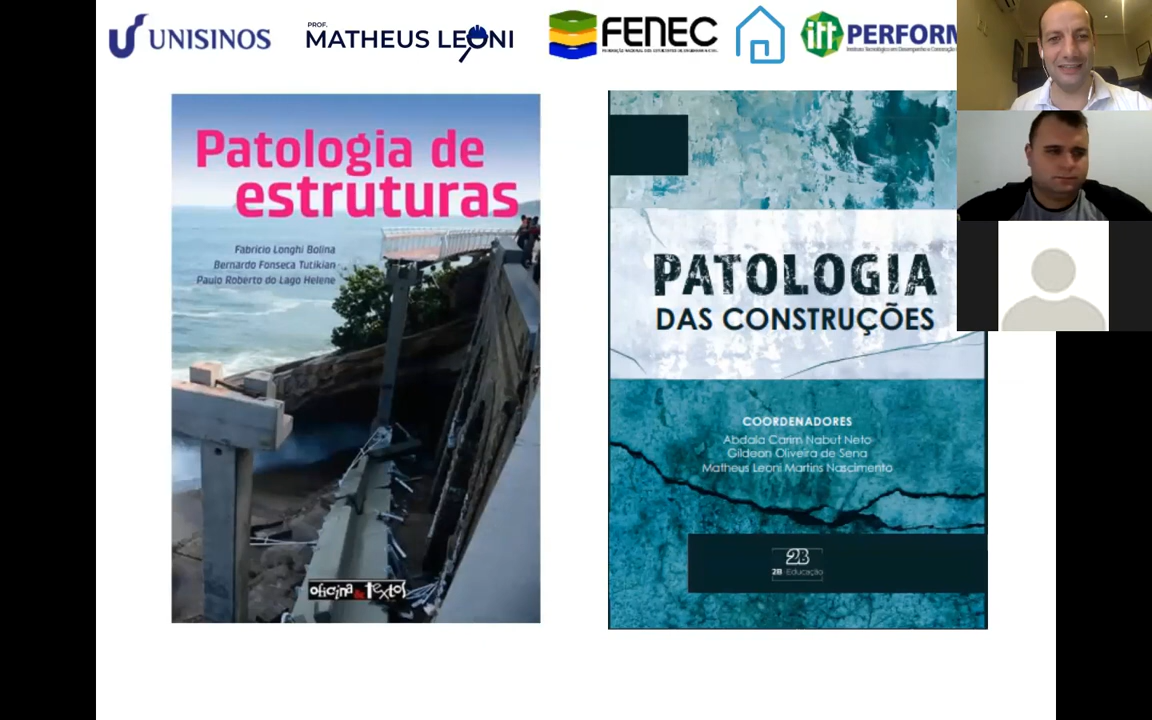 UNISINOS
PROF.
MATHEUS LEONI
FENEC
itt PERFORM
Patologia de
estruturas
Fabrício Longhi Bolina
Bernardo Fonseca Tutikian
Paulo Roberto do Lago Helene
oficina de textos
PATOLOGIA
DAS CONSTRUÇÕES
COORDENADORES
Abdala Carim Nabut Neto
Gildean Oliveira de Sena
Matheus Leoni Martins Nascimento
2B
2B Educação